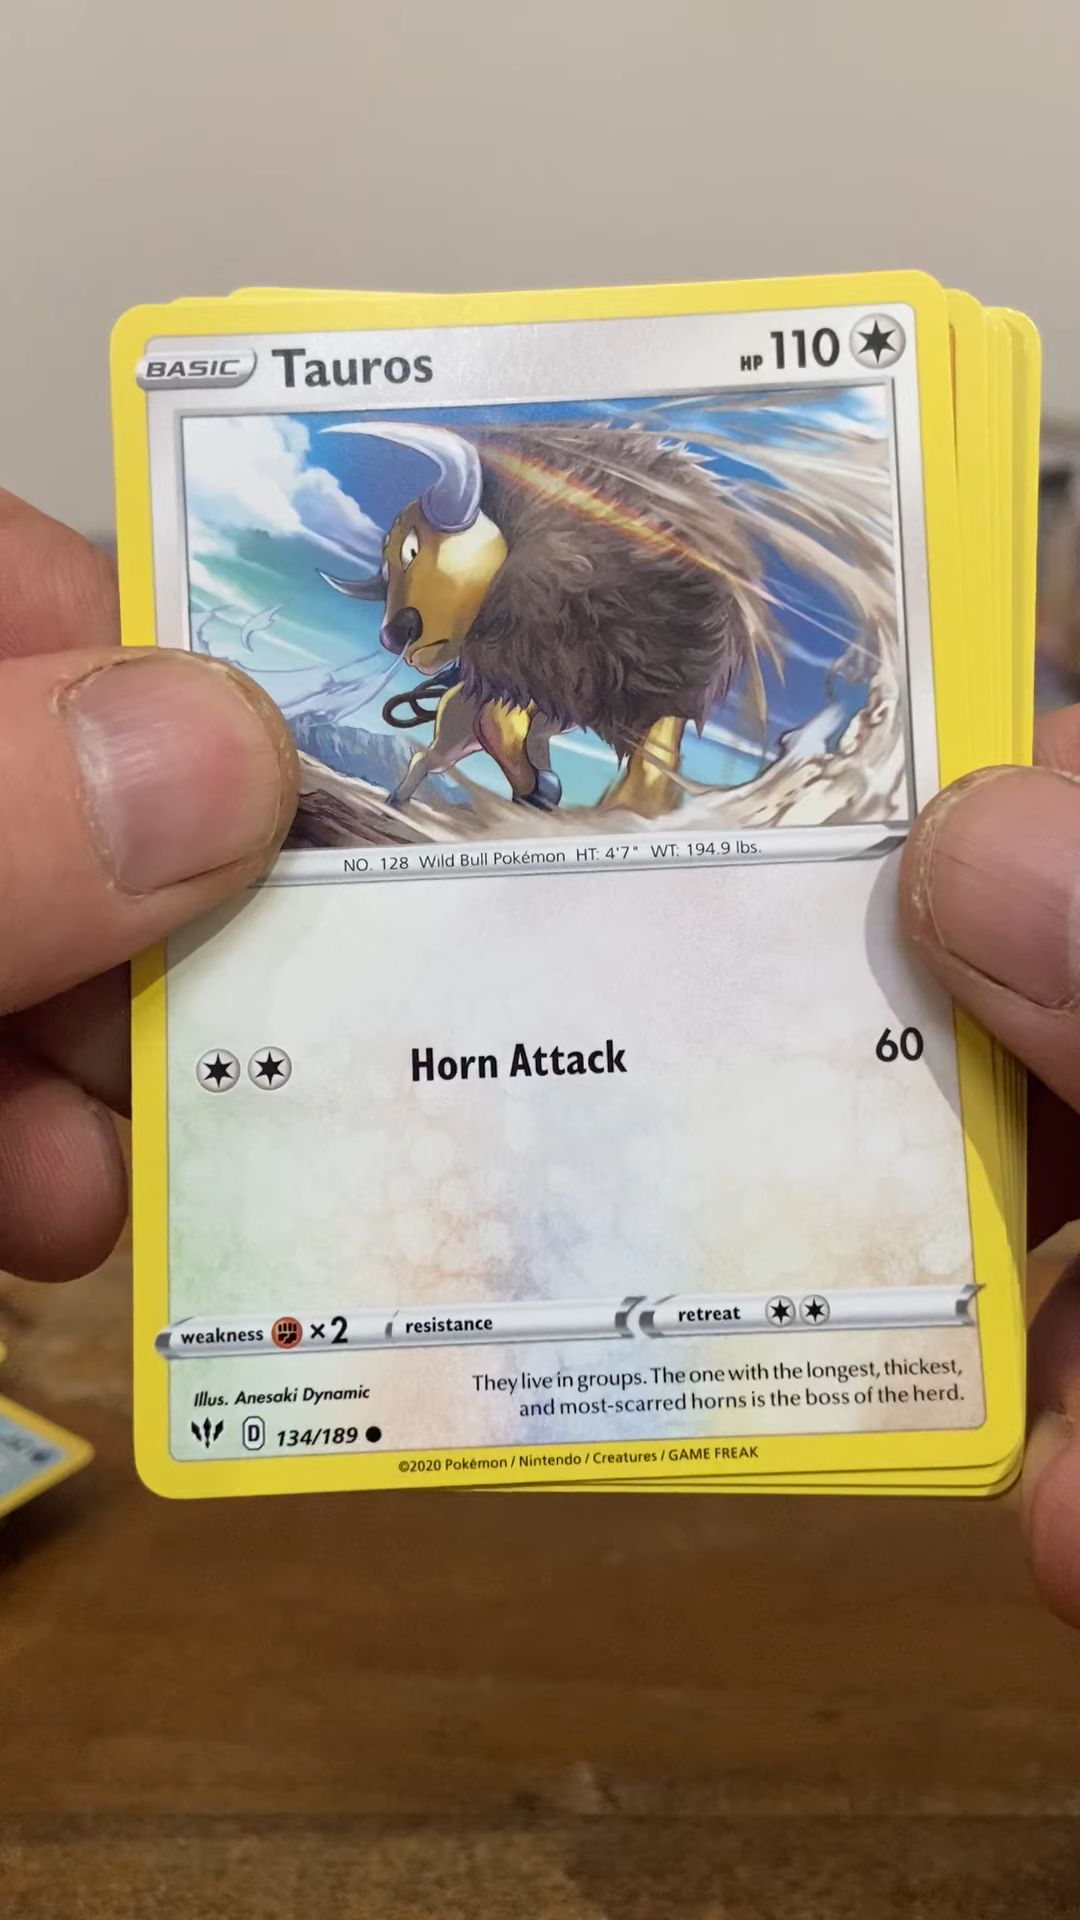 BASIC Tauros HP 110
NO. 128 Wild Bull Pokémon HT: 4'7" WT: 194.9 lbs.
Horn Attack 60
weakness ×2 resistance retreat
Illus. Anesaki Dynamic
They live in groups. The one with the longest, thickest,
and most-scarred horns is the boss of the herd.
D 134/189
©2020 Pokémon / Nintendo / Creatures / GAME FREAK